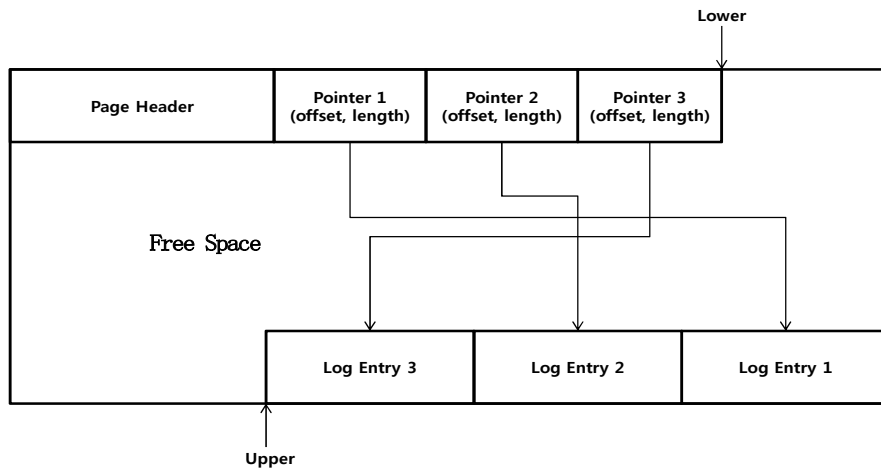 Lower
Page Header
Pointer 1
(offset, length)
Pointer 2
(offset, length)
Pointer 3
(offset, length)
Free Space
Log Entry 3
Log Entry 2
Log Entry 1
Upper